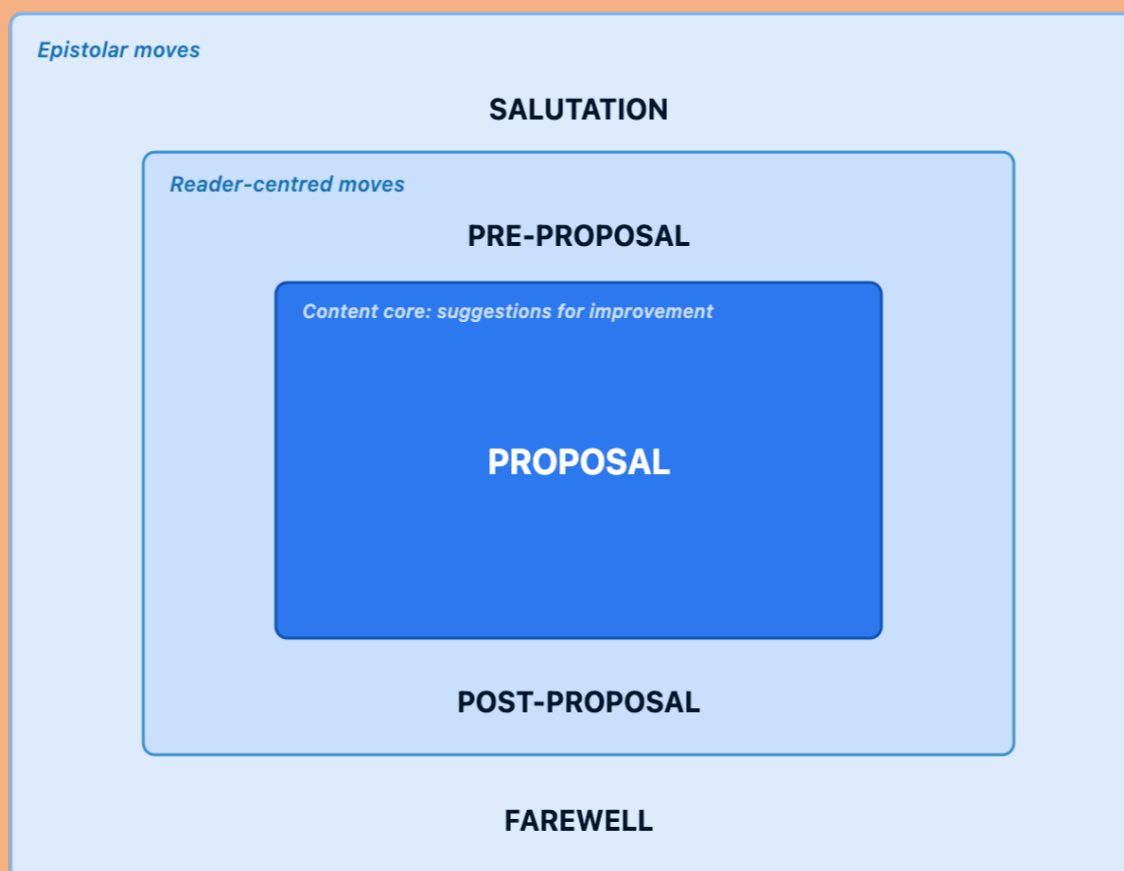 Epistolar moves
SALUTATION
Reader-centred moves
PRE-PROPOSAL
Content core: suggestions for improvement
PROPOSAL
POST-PROPOSAL
FAREWELL